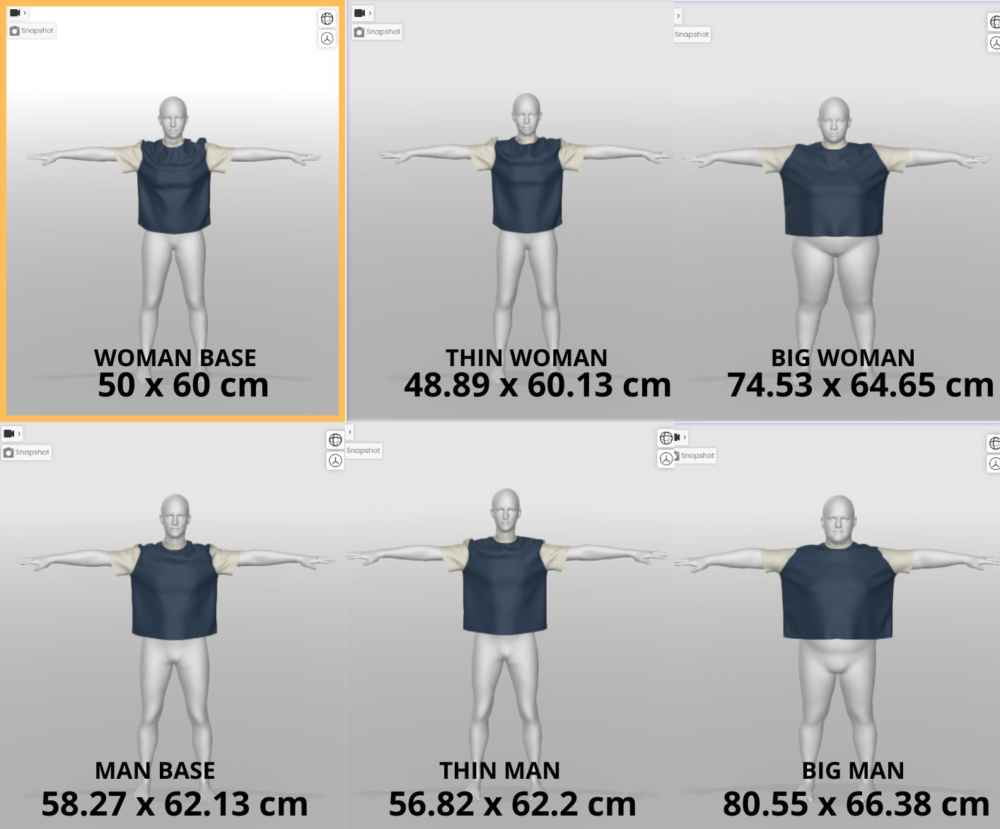 Snapshot
WOMAN BASE
50 x 60 cm
Snapshot
THIN WOMAN
48.89 x 60.13 cm
Snapshot
BIG WOMAN
74.53 x 64.65 cm
Snapshot
MAN BASE
58.27 x 62.13 cm
Snapshot
THIN MAN
56.82 x 62.2 cm
Snapshot
BIG MAN
80.55 x 66.38 cm